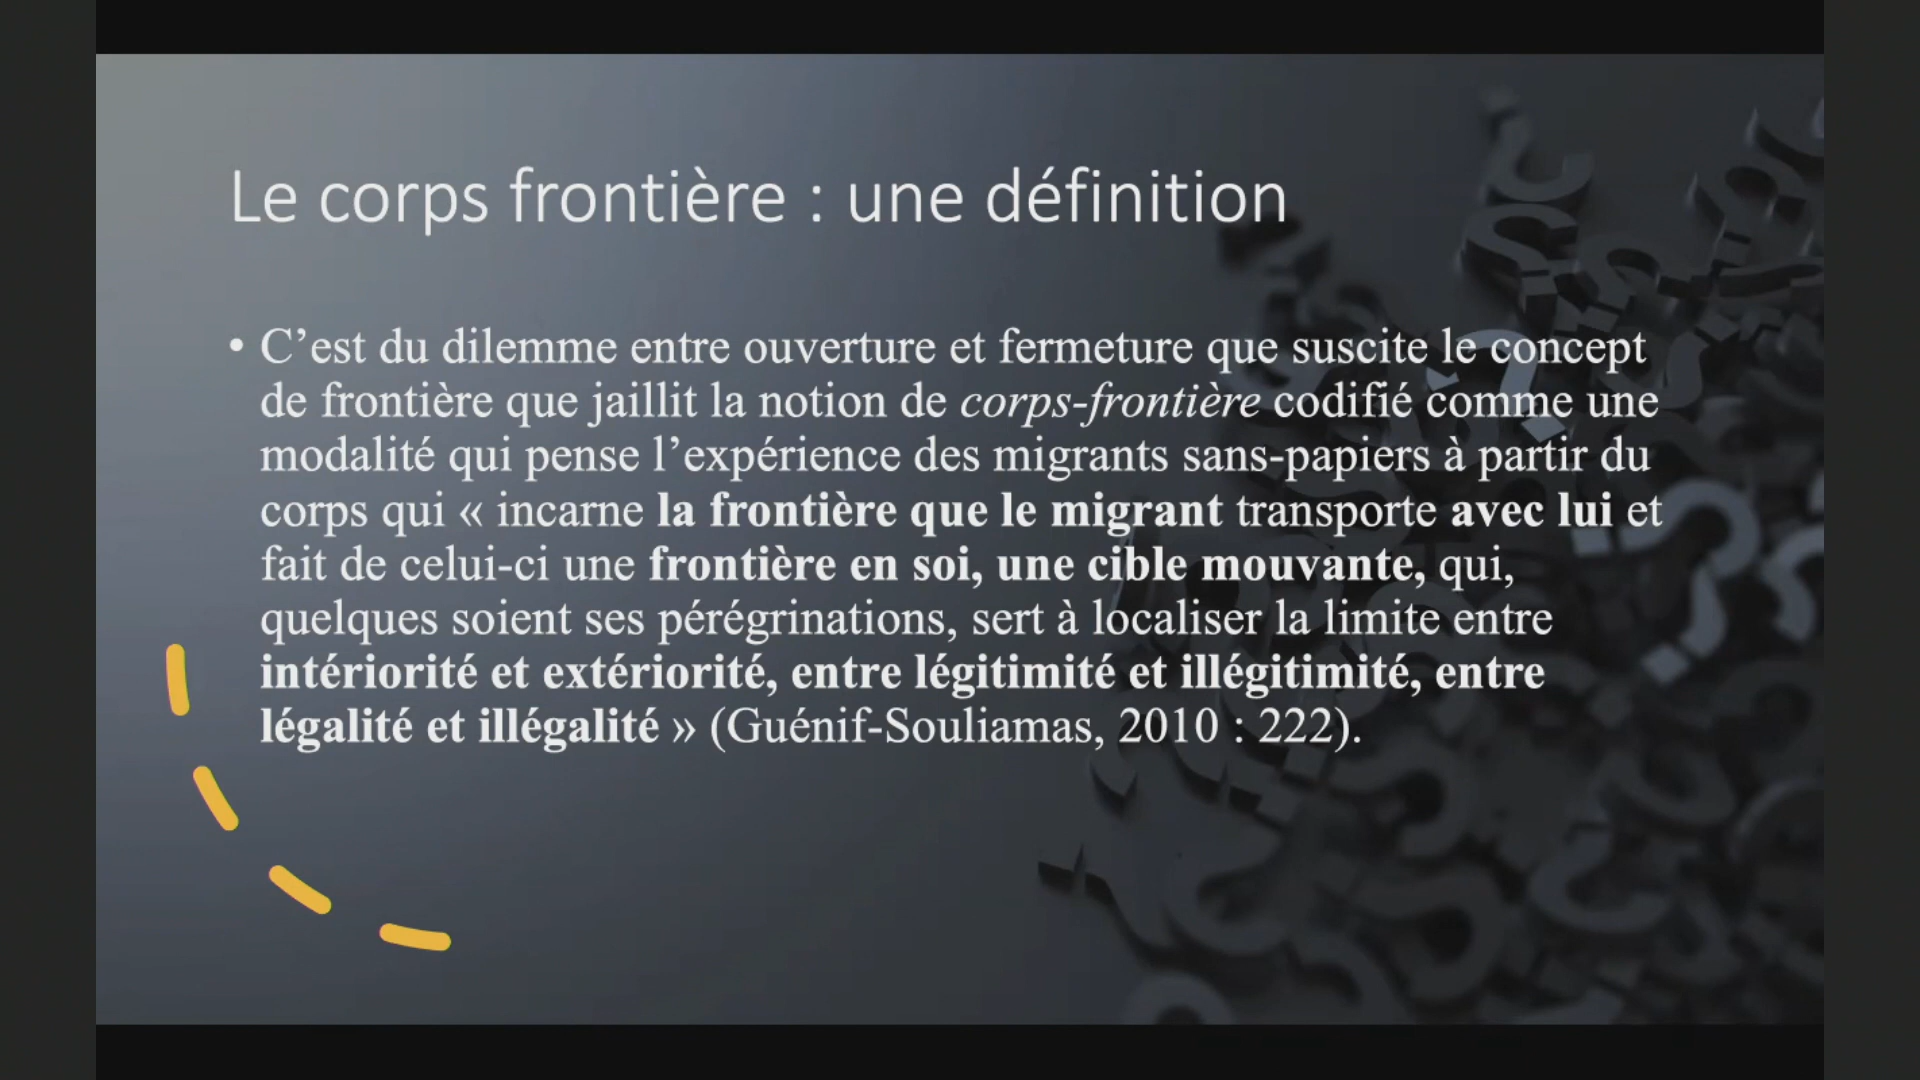 Le corps frontière : une définition
• C’est du dilemme entre ouverture et fermeture que suscite le concept
de frontière que jaillit la notion de corps-frontière codifié comme une
modalité qui pense l’expérience des migrants sans-papiers à partir du
corps qui « incarne la frontière que le migrant transporte avec lui et
fait de celui-ci une frontière en soi, une cible mouvante, qui,
quelques soient ses pérégrinations, sert à localiser la limite entre
intériorité et extériorité, entre légitimité et illégitimité, entre
légalité et illégalité » (Guénif-Souliamas, 2010 : 222).